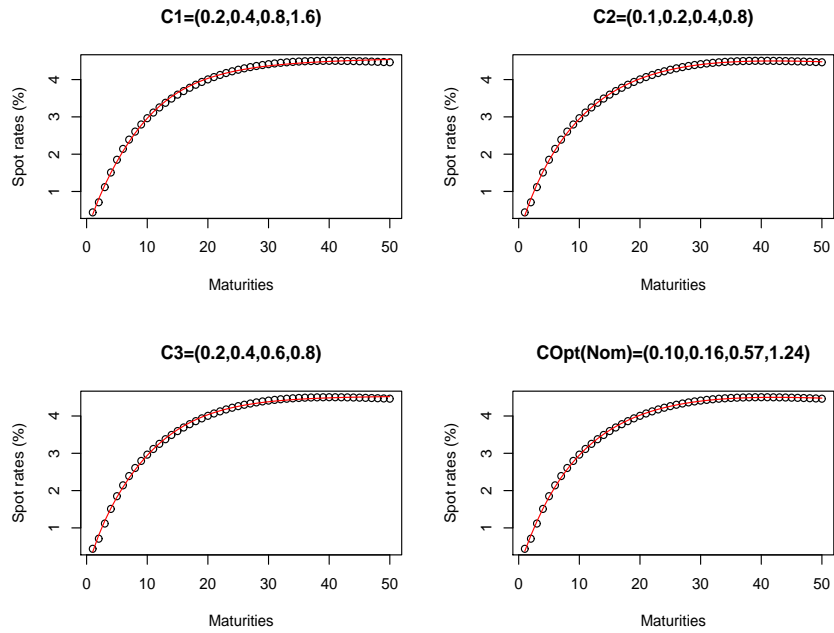 C1=(0.2,0.4,0.8,1.6)
Spot rates (%)
4
3
2
1
0 10 20 30 40 50
Maturities
C2=(0.1,0.2,0.4,0.8)
Spot rates (%)
4
3
2
1
0 10 20 30 40 50
Maturities
C3=(0.2,0.4,0.6,0.8)
Spot rates (%)
4
3
2
1
0 10 20 30 40 50
Maturities
COpt(Nom)=(0.10,0.16,0.57,1.24)
Spot rates (%)
4
3
2
1
0 10 20 30 40 50
Maturities